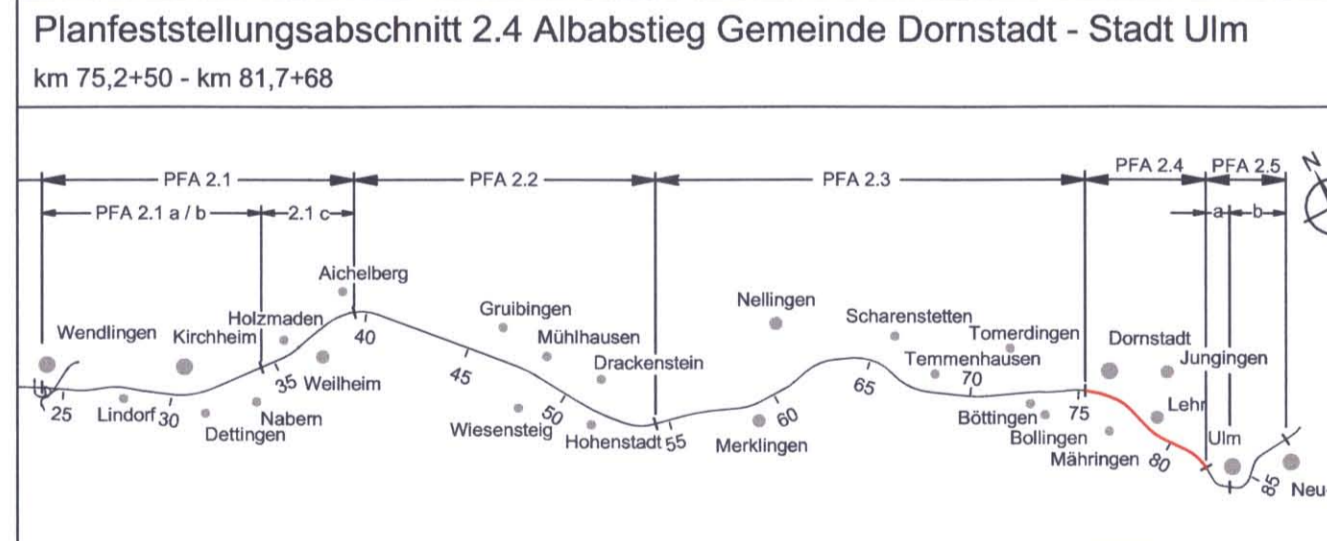 Planfeststellungsabschnitt 2.4 Albabstieg Gemeinde Dornstadt - Stadt Ulm
km 75,2+50 - km 81,7+68
PFA 2.1
PFA 2.2
PFA 2.3
PFA 2.4
PFA 2.5
N
PFA 2.1 a / b
2.1 c
a
b
Aichelberg
Wendlingen
Kirchheim
Holzmaden
40
Gruibingen
Mühlhausen
Drackenstein
Nellingen
Scharenstetten
Tomerdingen
Temmenhausen
Dornstadt
Jungingen
25
Lindorf
30
Dettingen
Nabern
35
Weilheim
45
Wiesensteig
50
Hohenstadt
55
Merklingen
60
65
70
Böttingen
Bollingen
Mähringen
75
Lehr
80
Ulm
85
Neu